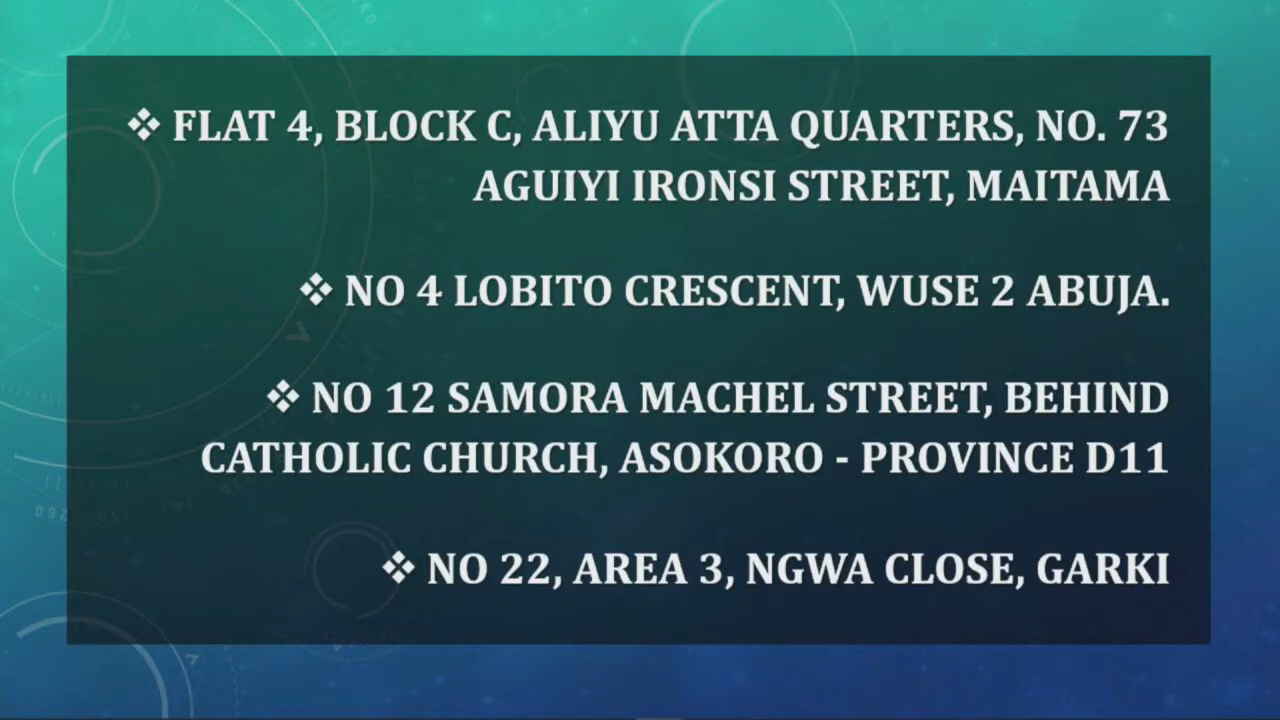 ❖ FLAT 4, BLOCK C, ALIYU ATTA QUARTERS, NO. 73
AGUIYI IRONSI STREET, MAITAMA
❖ NO 4 LOBITO CRESCENT, WUSE 2 ABUJA.
❖ NO 12 SAMORA MACHEL STREET, BEHIND
CATHOLIC CHURCH, ASOKORO - PROVINCE D11
❖ NO 22, AREA 3, NGWA CLOSE, GARKI